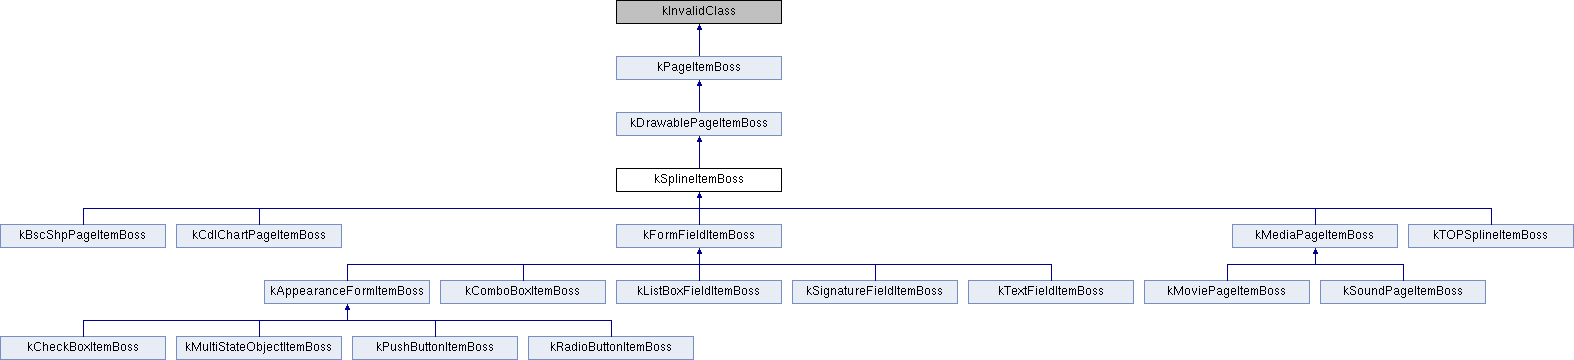 kInvalidClass
kPageItemBoss
kDrawablePageItemBoss
kSplineItemBoss
kBscShpPageItemBoss
kCdlChartPageItemBoss
kFormFieldItemBoss
kMediaPageItemBoss
kTOPSplineItemBoss
kAppearanceFormItemBoss
kComboBoxItemBoss
kListBoxFieldItemBoss
kSignatureFieldItemBoss
kTextFieldItemBoss
kMoviePageItemBoss
kSoundPageItemBoss
kCheckBoxItemBoss
kMultiStateObjectItemBoss
kPushButtonItemBoss
kRadioButtonItemBoss